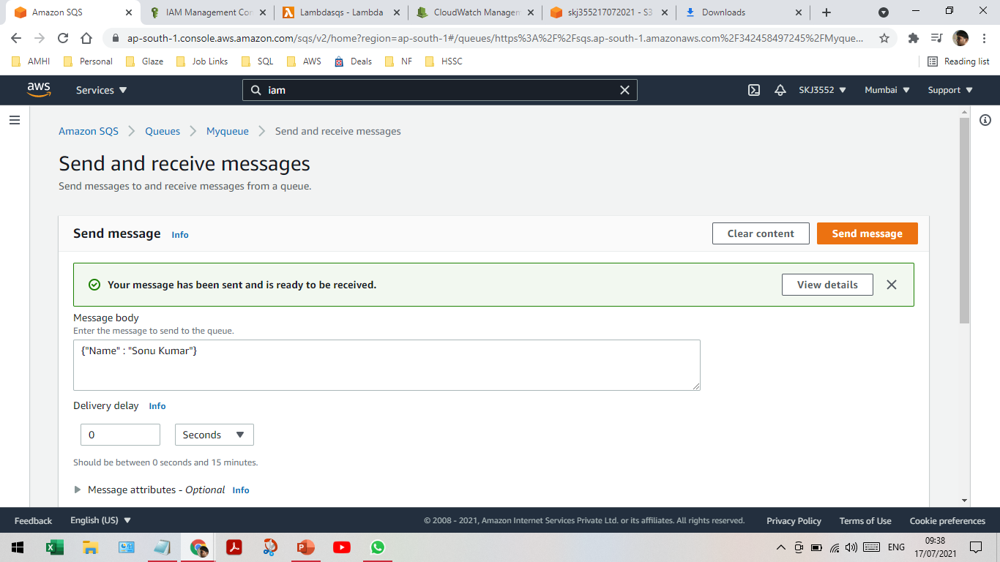 Amazon SQS
IAM Management Con
Lambdasqs - Lambda
CloudWatch Managem
skj355217072021 - S3
Downloads
ap-south-1.console.aws.amazon.com/sqs/v2/home?region=ap-south-1#/queues/https%3A%2F%2Fsqs.ap-south-1.amazonaws.com%2F342458497245%2FMyque...
AMHI
Personal
Glaze
Job Links
SQL
AWS
Deals
NF
HSSC
Reading list
aws
Services
iam
SKJ3552
Mumbai
Support
Amazon SQS
Queues
Myqueue
Send and receive messages
Send and receive messages
Send messages to and receive messages from a queue.
Send message Info
Clear content
Send message
Your message has been sent and is ready to be received.
View details
Message body
Enter the message to send to the queue.
{"Name" : "Sonu Kumar"}
Delivery delay Info
0
Seconds
Should be between 0 seconds and 15 minutes.
Message attributes - Optional Info
Feedback
English (US)
© 2008 - 2021, Amazon Internet Services Private Ltd. or its affiliates. All rights reserved.
Privacy Policy
Terms of Use
Cookie preferences
ENG
09:38
17/07/2021